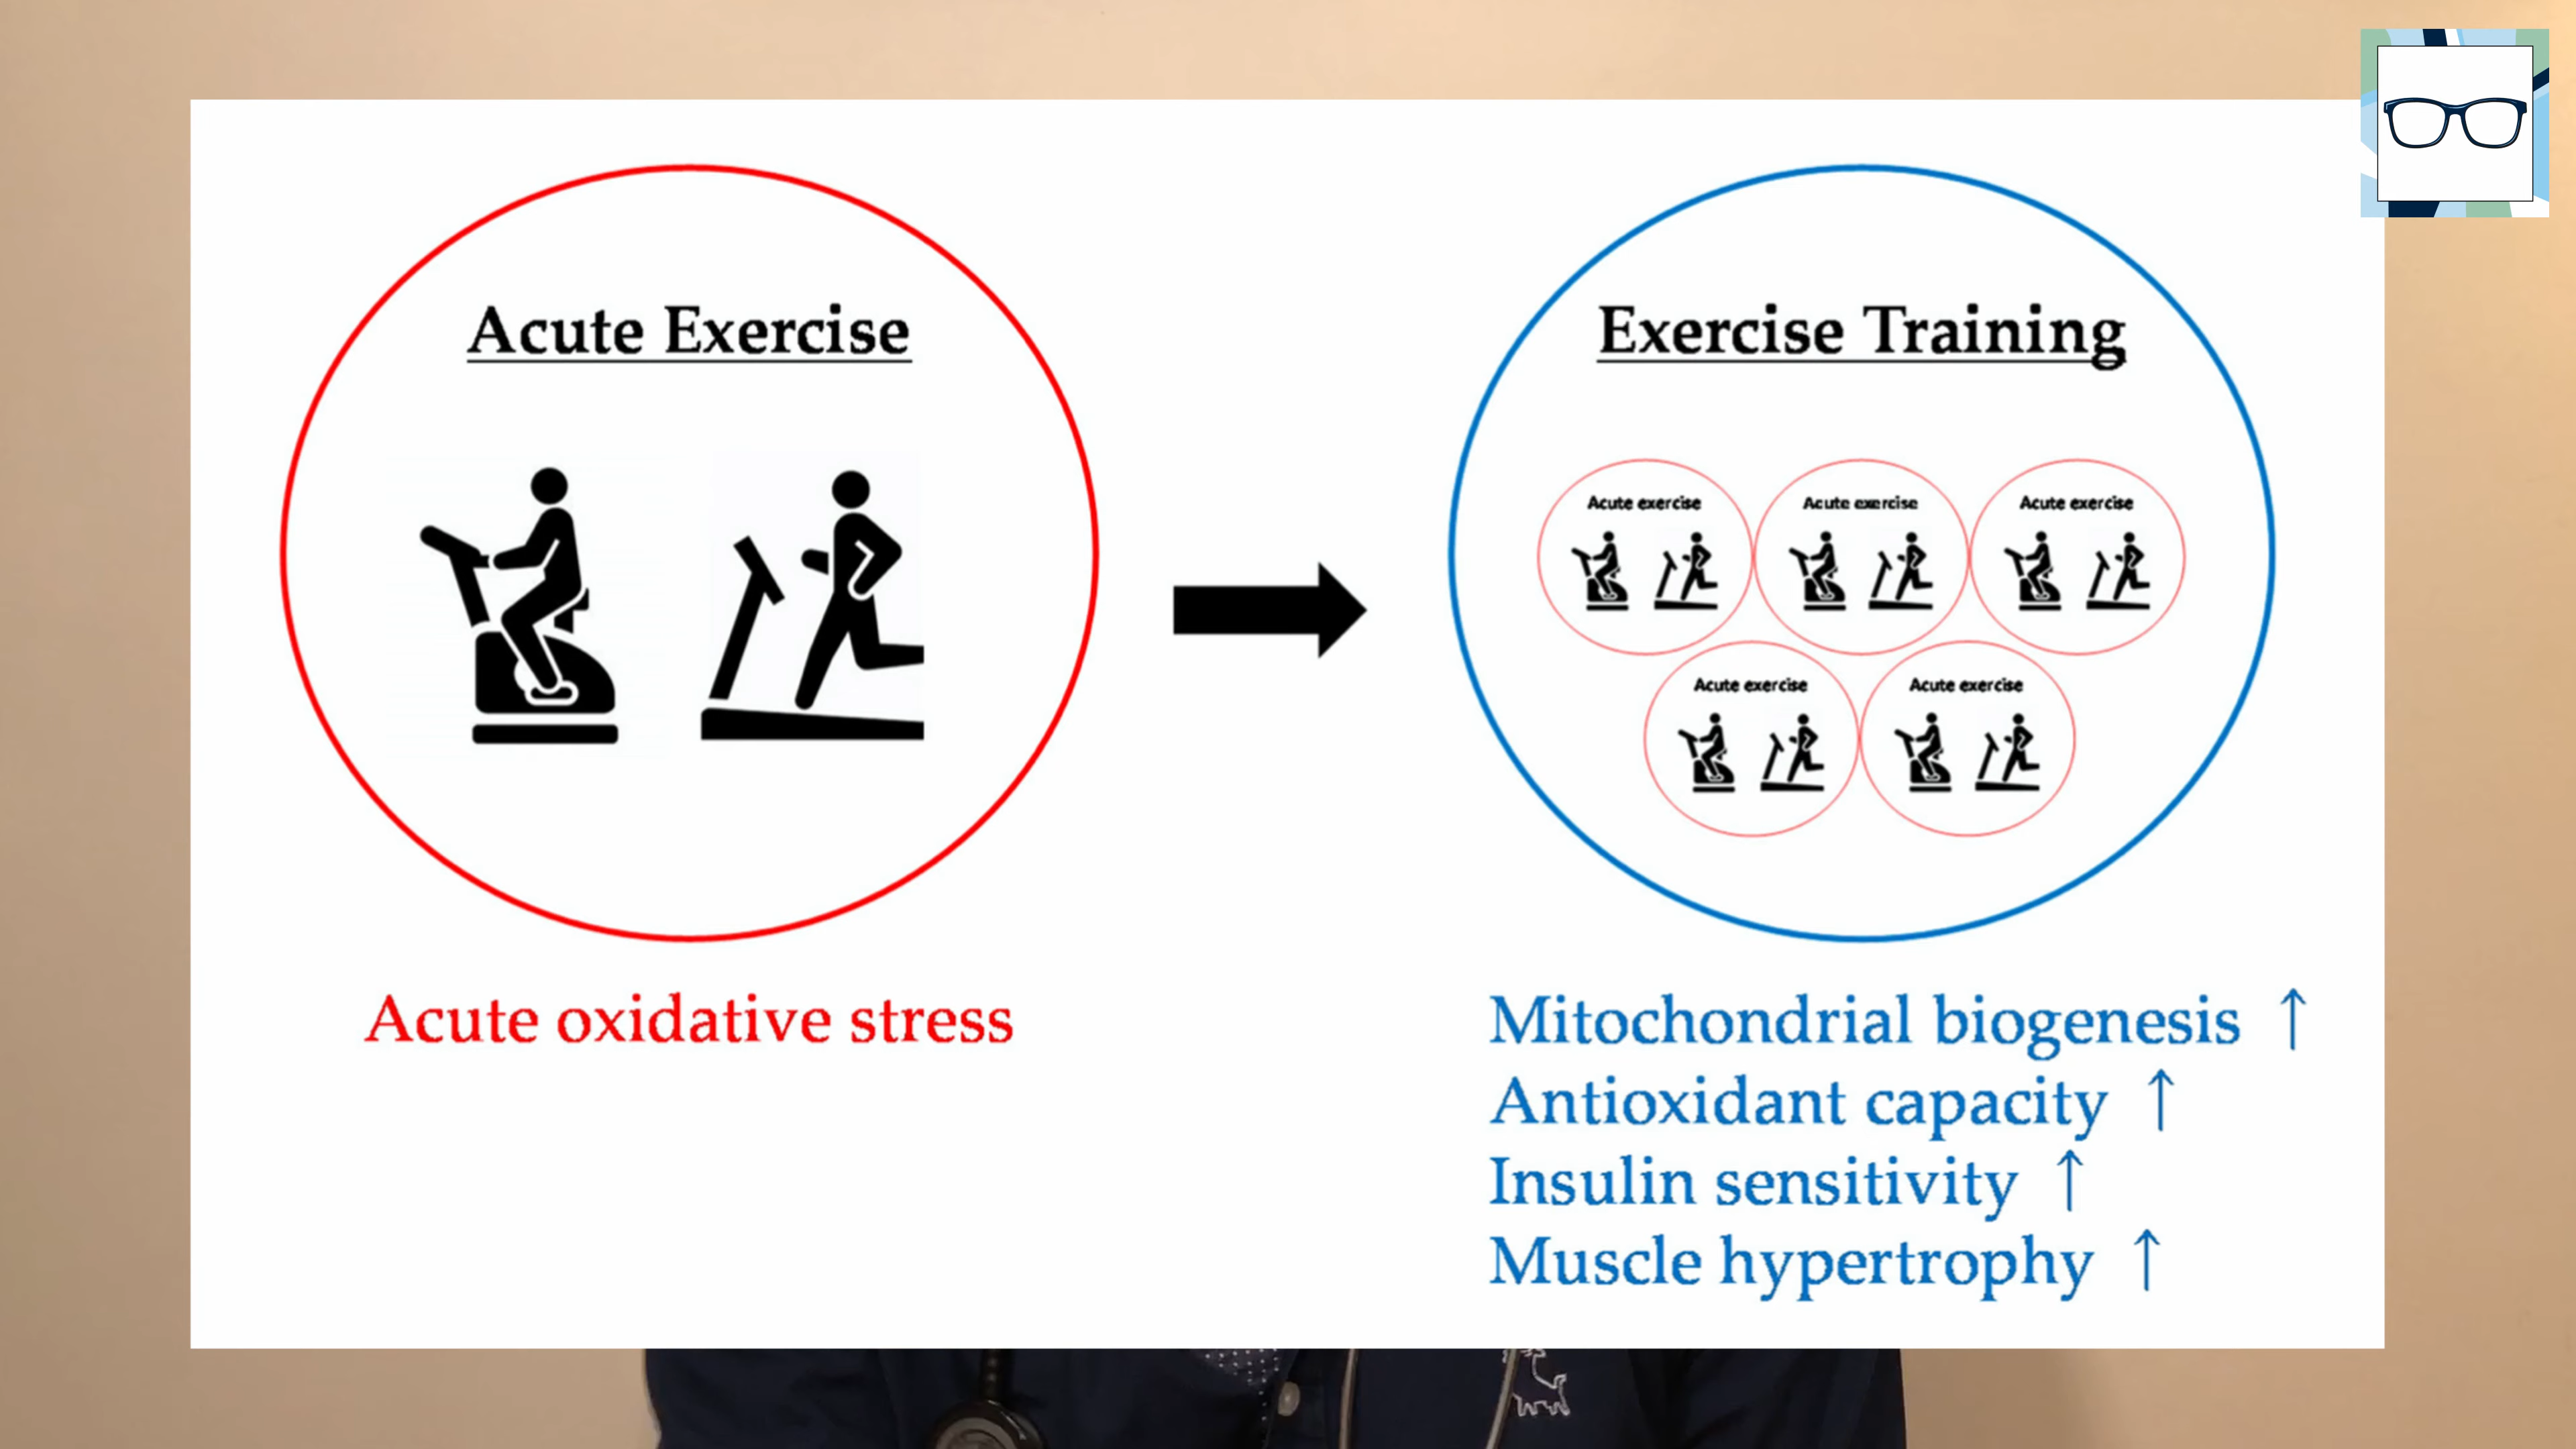 Acute Exercise
Acute oxidative stress
Exercise Training
Acute exercise
Acute exercise
Acute exercise
Acute exercise
Acute exercise
Mitochondrial biogenesis ↑
Antioxidant capacity ↑
Insulin sensitivity ↑
Muscle hypertrophy ↑